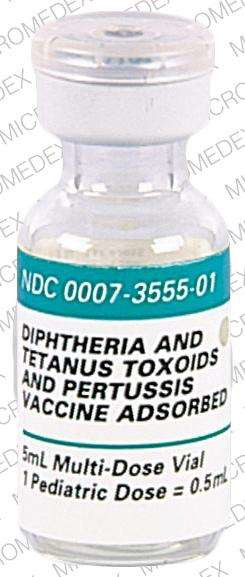 NDC 0007-3555-01
DIPHTHERIA AND
TETANUS TOXOIDS
AND PERTUSSIS
VACCINE ADSORBED
5mL Multi-Dose Vial
1 Pediatric Dose = 0.5mL
MICROMEDEX